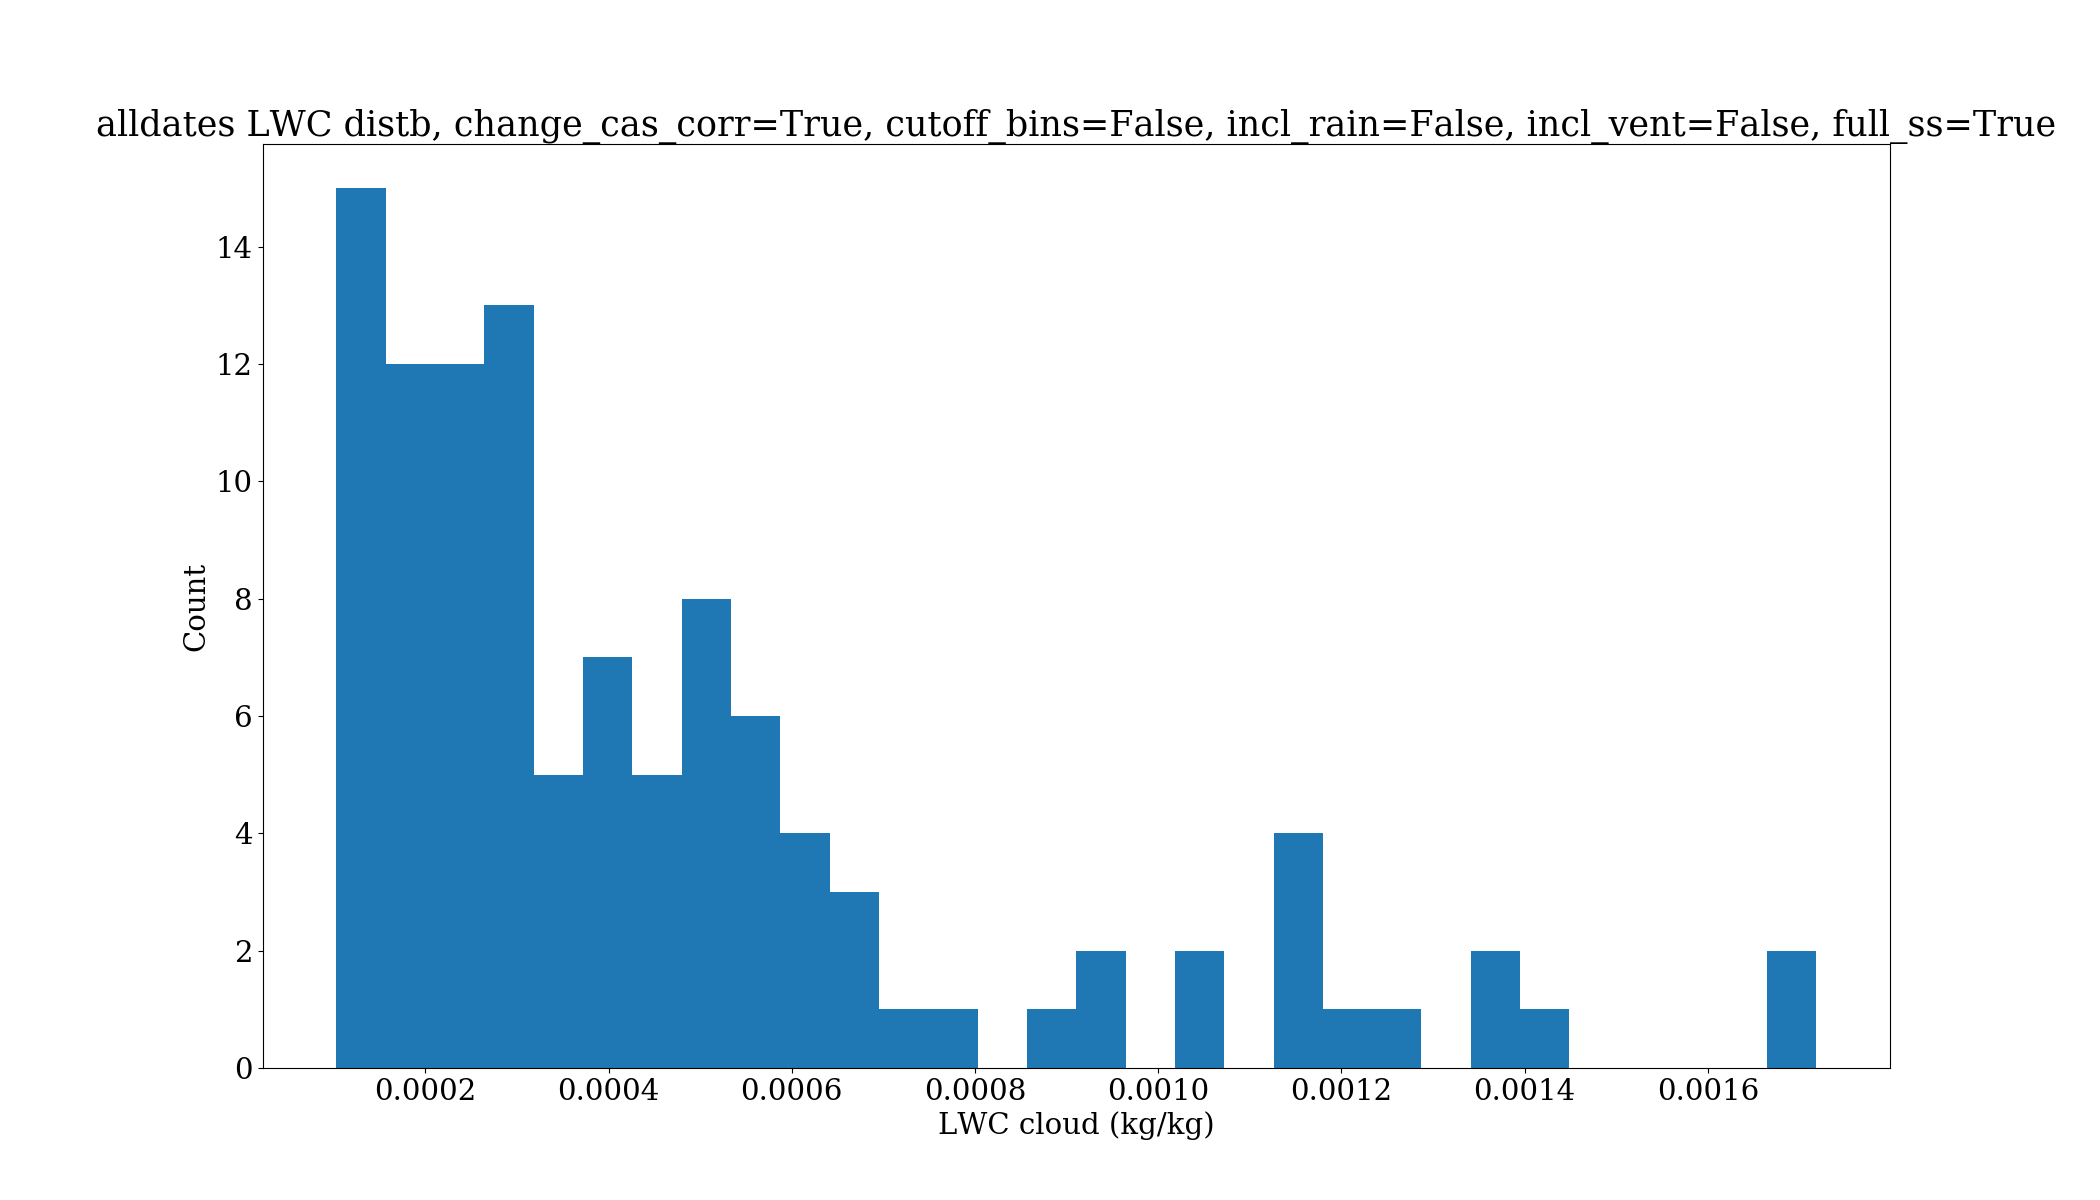 alldates LWC distb, change_cas_corr=True, cutoff_bins=False, incl_rain=False, incl_vent=False, full_ss=True
14
12
10
8
6
4
2
0
Count
0.0002 0.0004 0.0006 0.0008 0.0010 0.0012 0.0014 0.0016
LWC cloud (kg/kg)